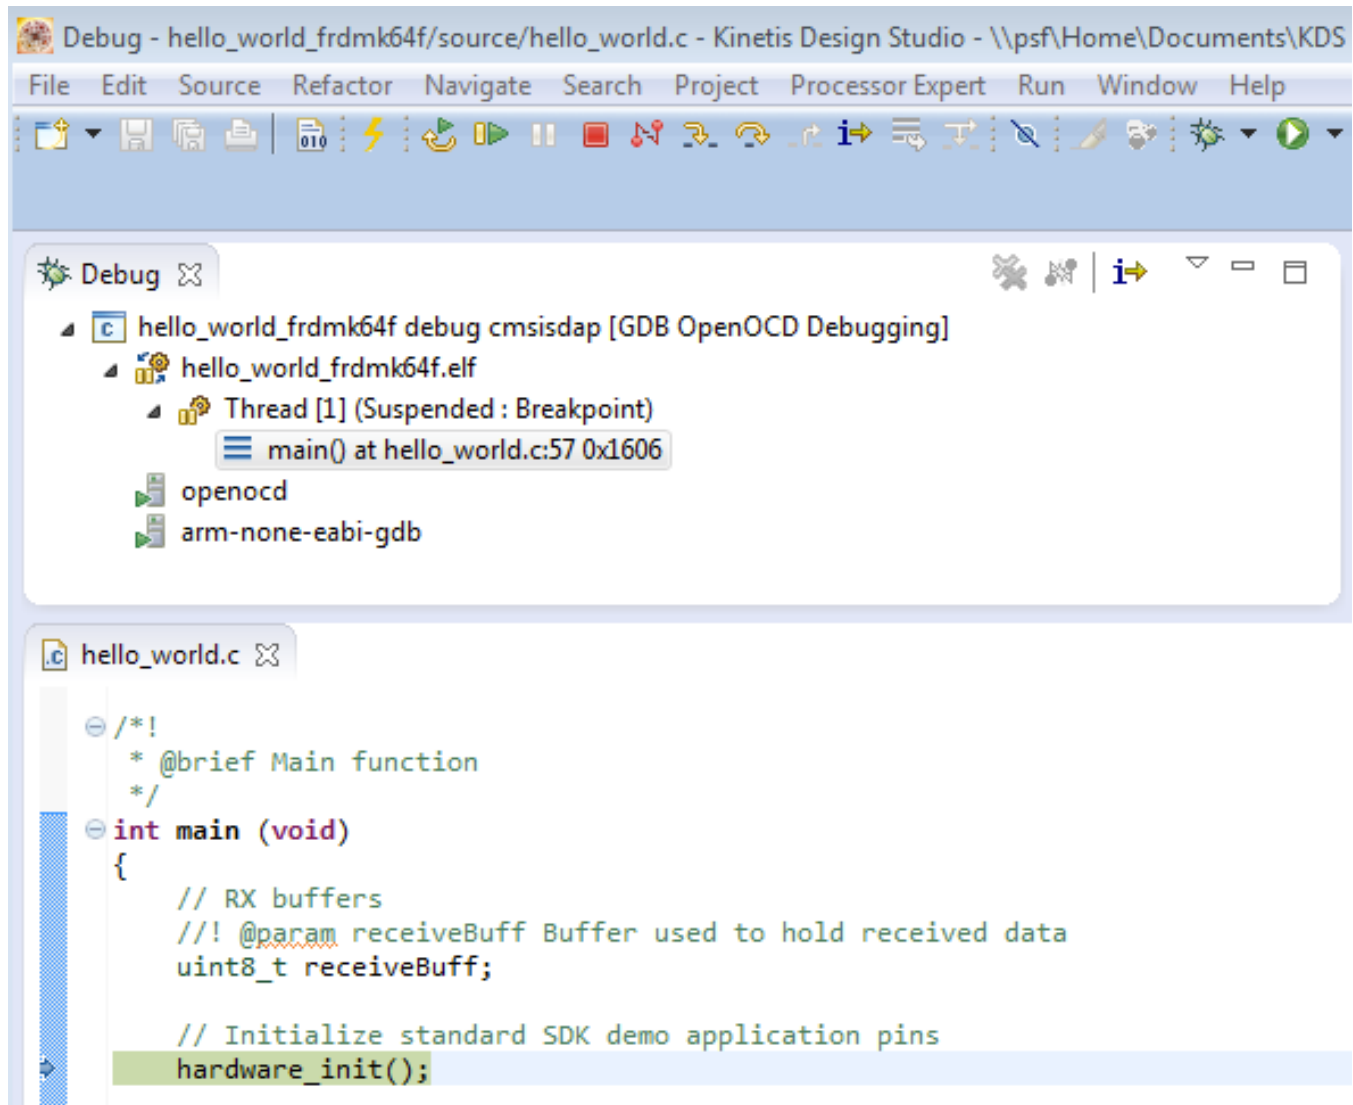 Debug - hello_world_frdmk64f/source/hello_world.c - Kinetis Design Studio - \\psf\Home\Documents\KDS
File Edit Source Refactor Navigate Search Project Processor Expert Run Window Help
010
Debug
hello_world_frdmk64f debug cmsisdap [GDB OpenOCD Debugging]
hello_world_frdmk64f.elf
Thread [1] (Suspended : Breakpoint)
main() at hello_world.c:57 0x1606
openocd
arm-none-eabi-gdb
hello_world.c
/*!
 * @brief Main function
 */
int main (void)
{
    // RX buffers
    //! @param receiveBuff Buffer used to hold received data
    uint8_t receiveBuff;
    // Initialize standard SDK demo application pins
    hardware_init();